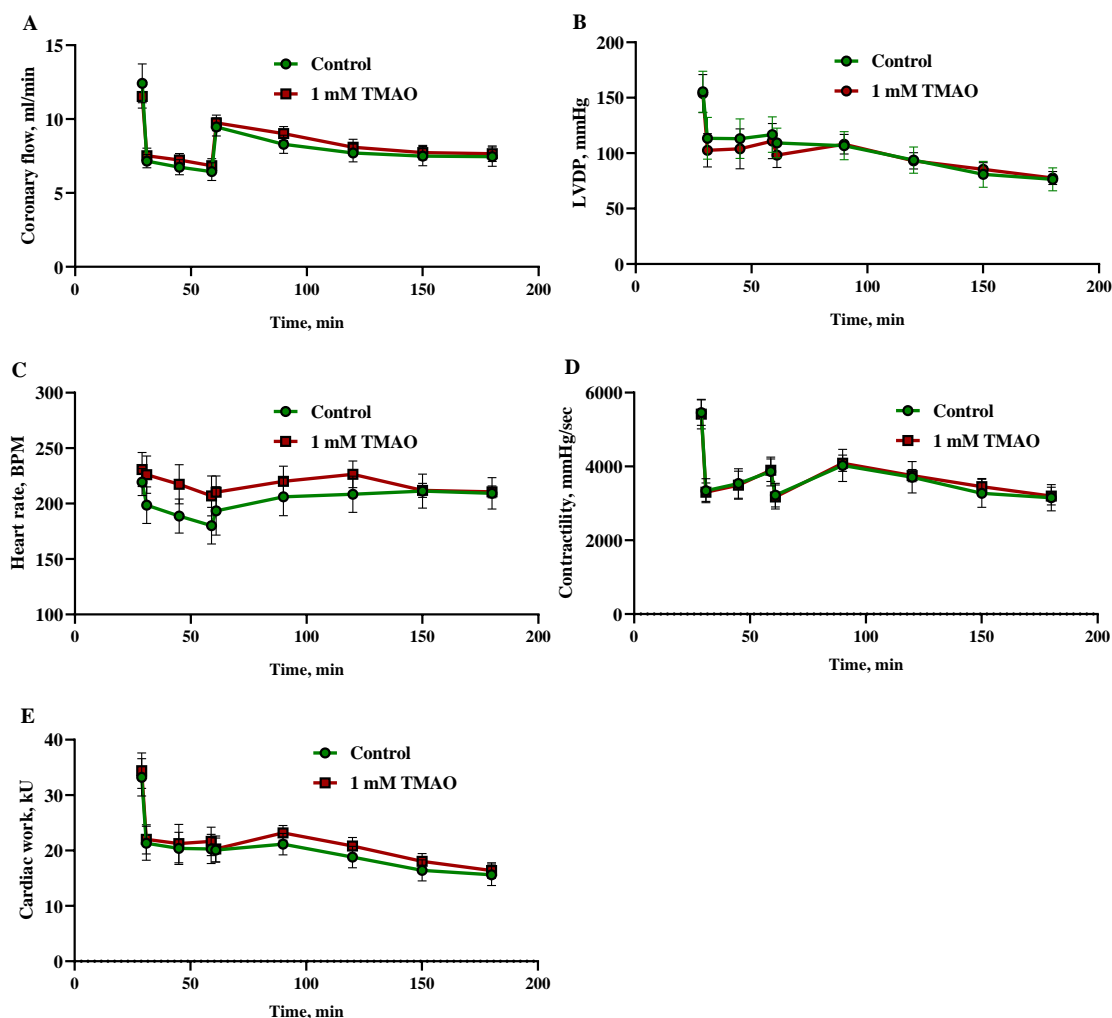 A
Coronary flow, ml/min
15
10
5
0
Control
1 mM TMAO
0
50
100
150
200
Time, min
B
LVDP, mmHg
200
150
100
50
0
Control
1 mM TMAO
0
50
100
150
200
Time, min
C
Heart rate, BPM
300
250
200
150
100
Control
1 mM TMAO
0
50
100
150
200
Time, min
D
Contractility, mmHg/sec
6000
4000
2000
0
Control
1 mM TMAO
0
50
100
150
200
Time, min
E
Cardiac work, kU
40
30
20
10
0
Control
1 mM TMAO
0
50
100
150
200
Time, min